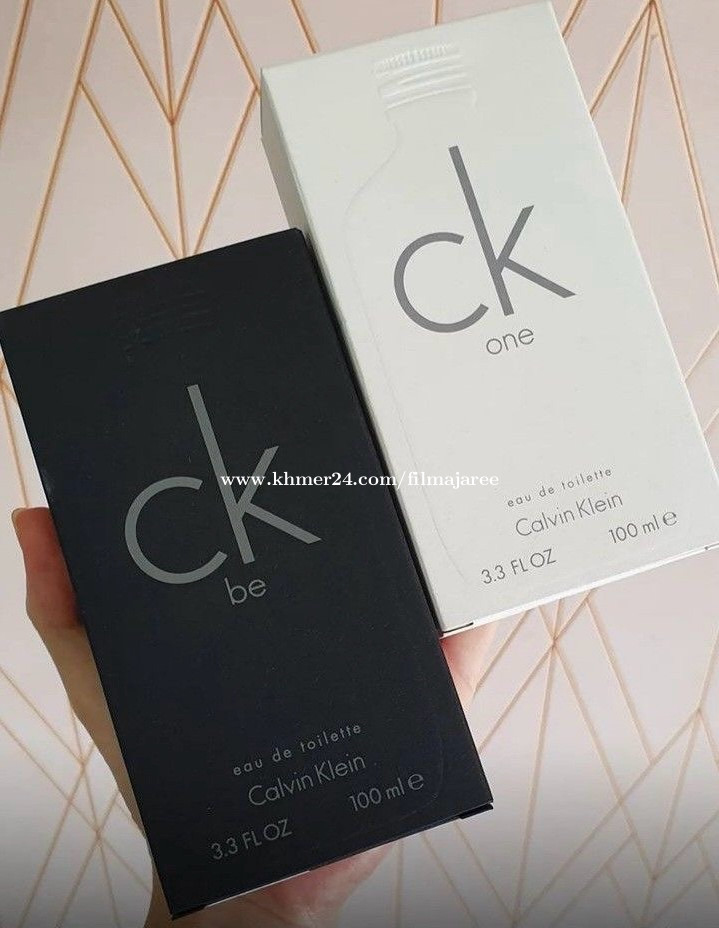 ck
one
eau de toilette
Calvin Klein
3.3 FL OZ 100 ml e
ck
be
eau de toilette
Calvin Klein
3.3 FL OZ 100 ml e
www.khmer24.com/filmajaree